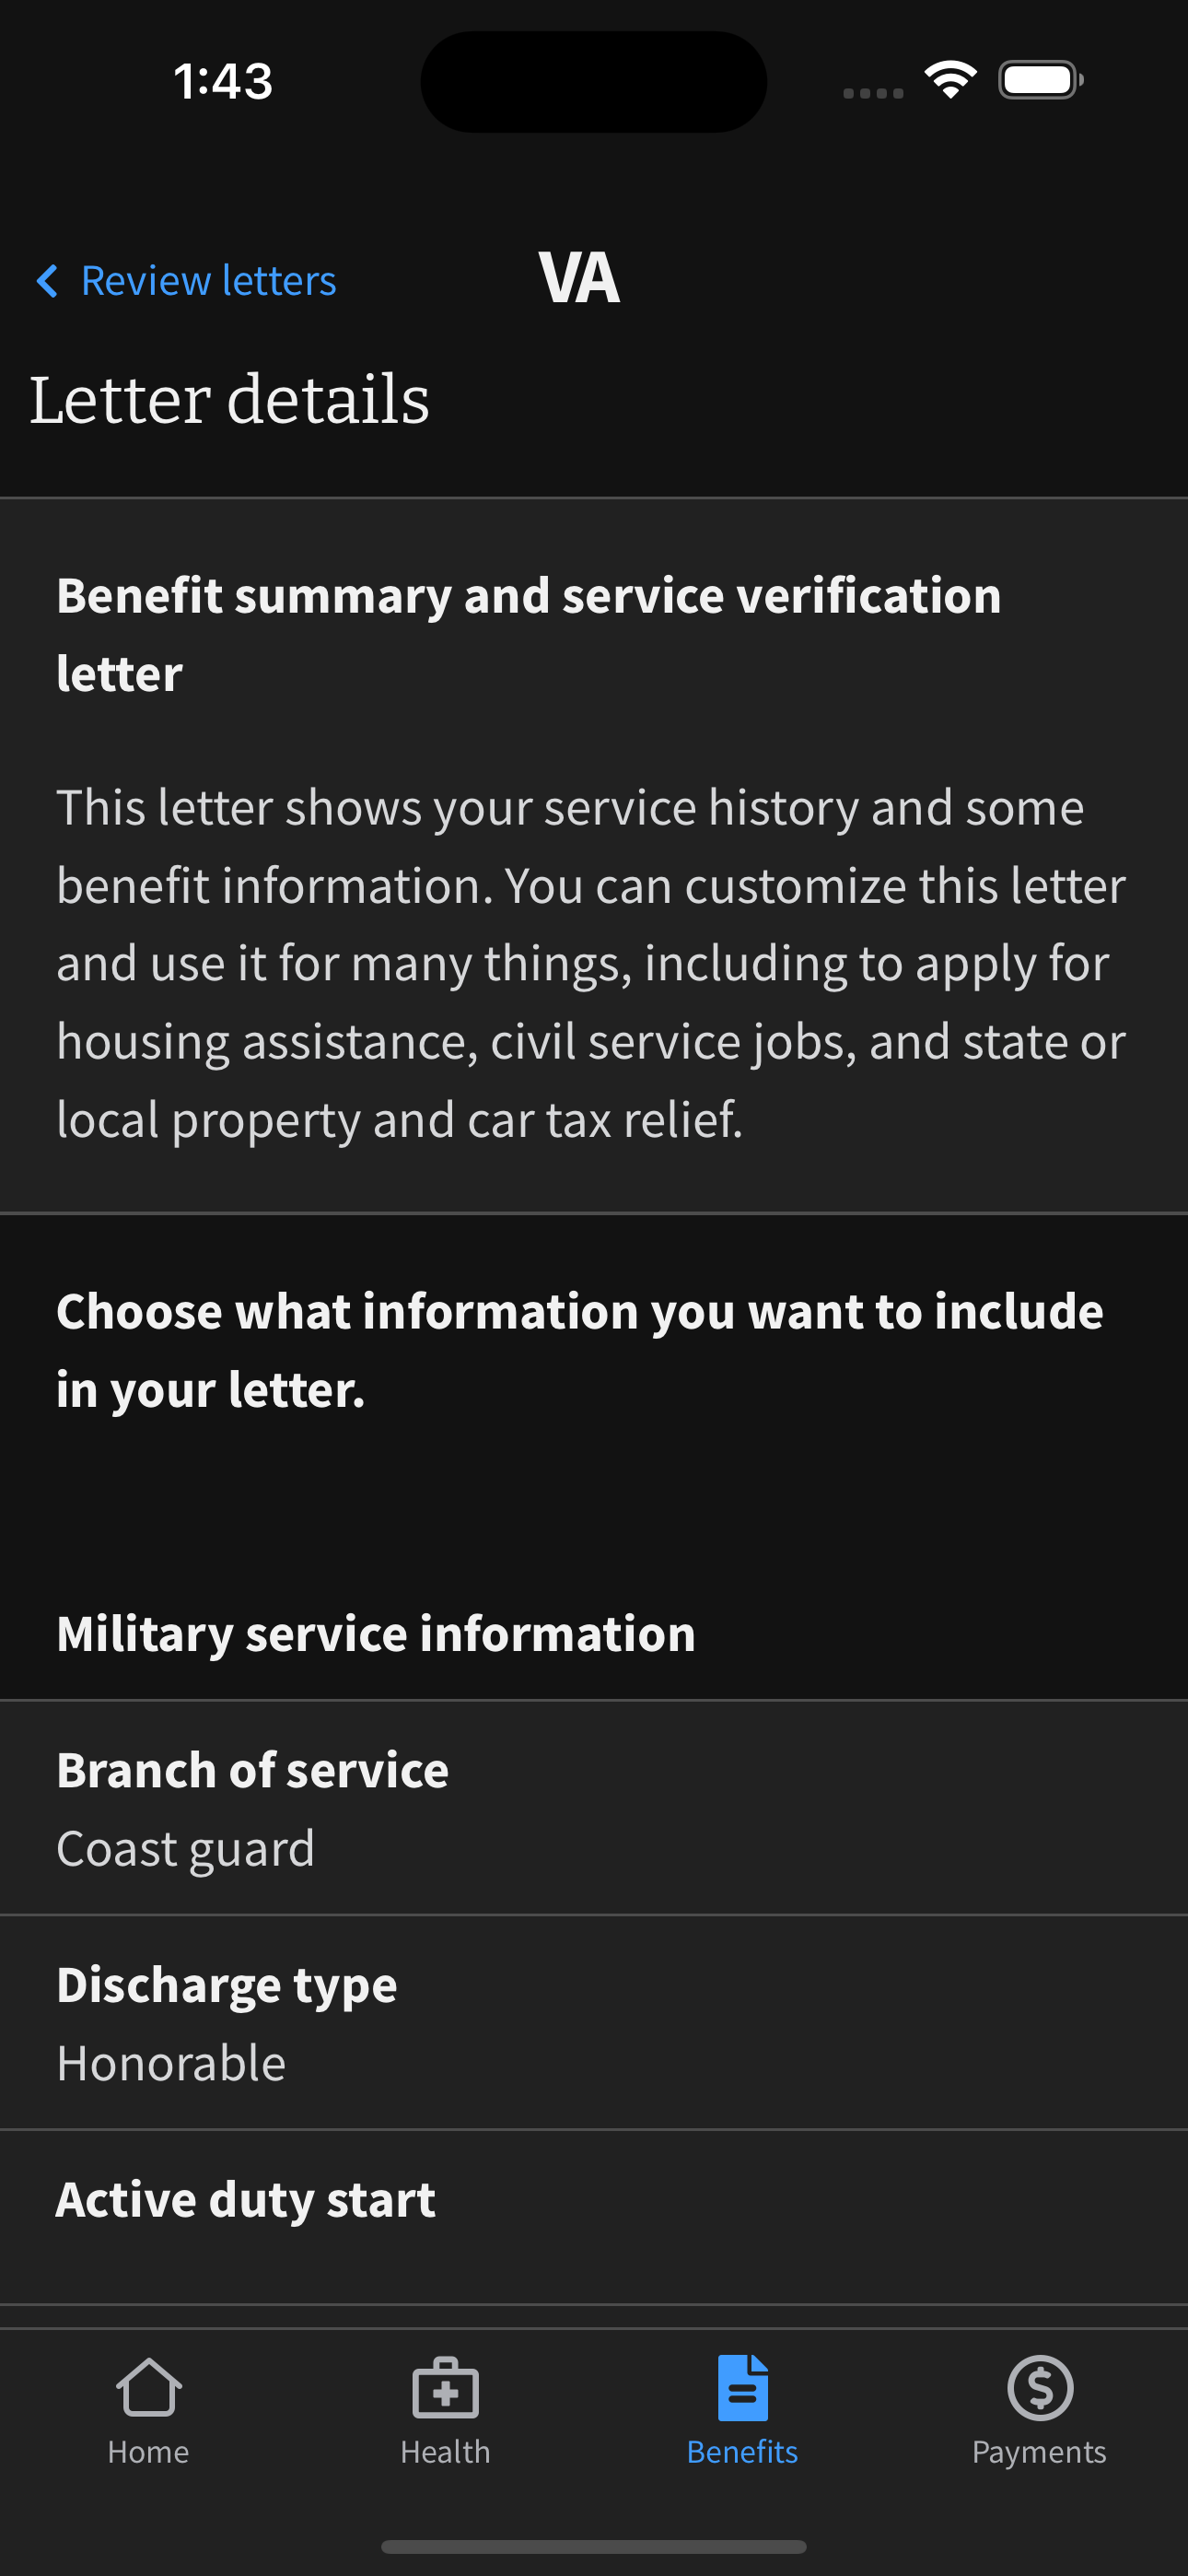 1:43
Review letters
VA
Letter details
Benefit summary and service verification
letter
This letter shows your service history and some
benefit information. You can customize this letter
and use it for many things, including to apply for
housing assistance, civil service jobs, and state or
local property and car tax relief.
Choose what information you want to include
in your letter.
Military service information
Branch of service
Coast guard
Discharge type
Honorable
Active duty start
Home
Health
Benefits
Payments